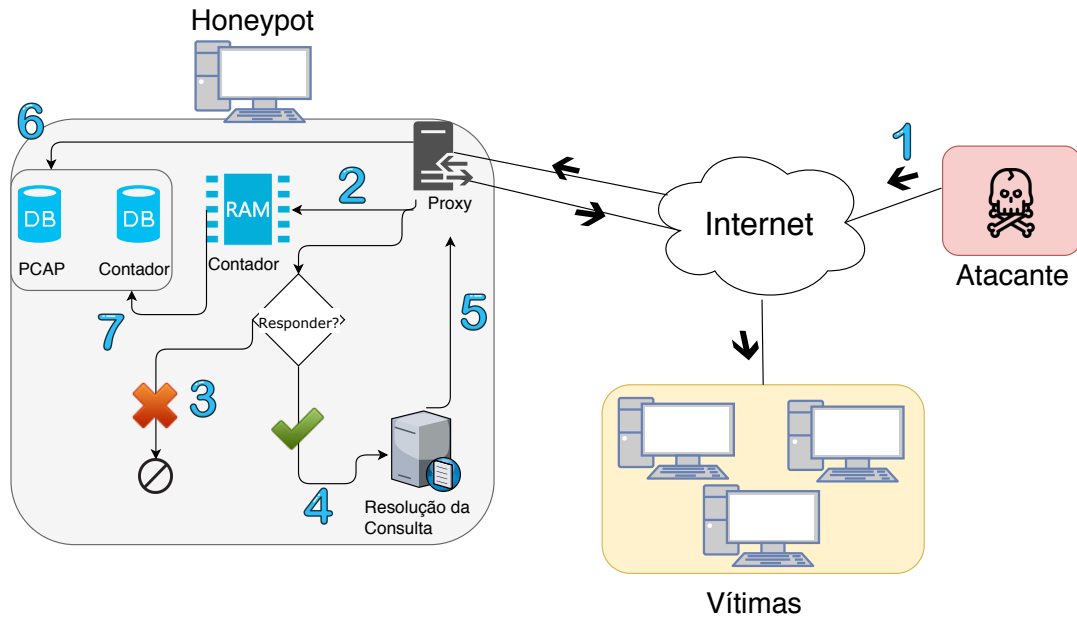 Honeypot
6
1
2
DB
DB
RAM
Proxy
Internet
PCAP
Contador
Contador
Atacante
7
Responder?
5
3
4
Resolução da
Consulta
Vítimas